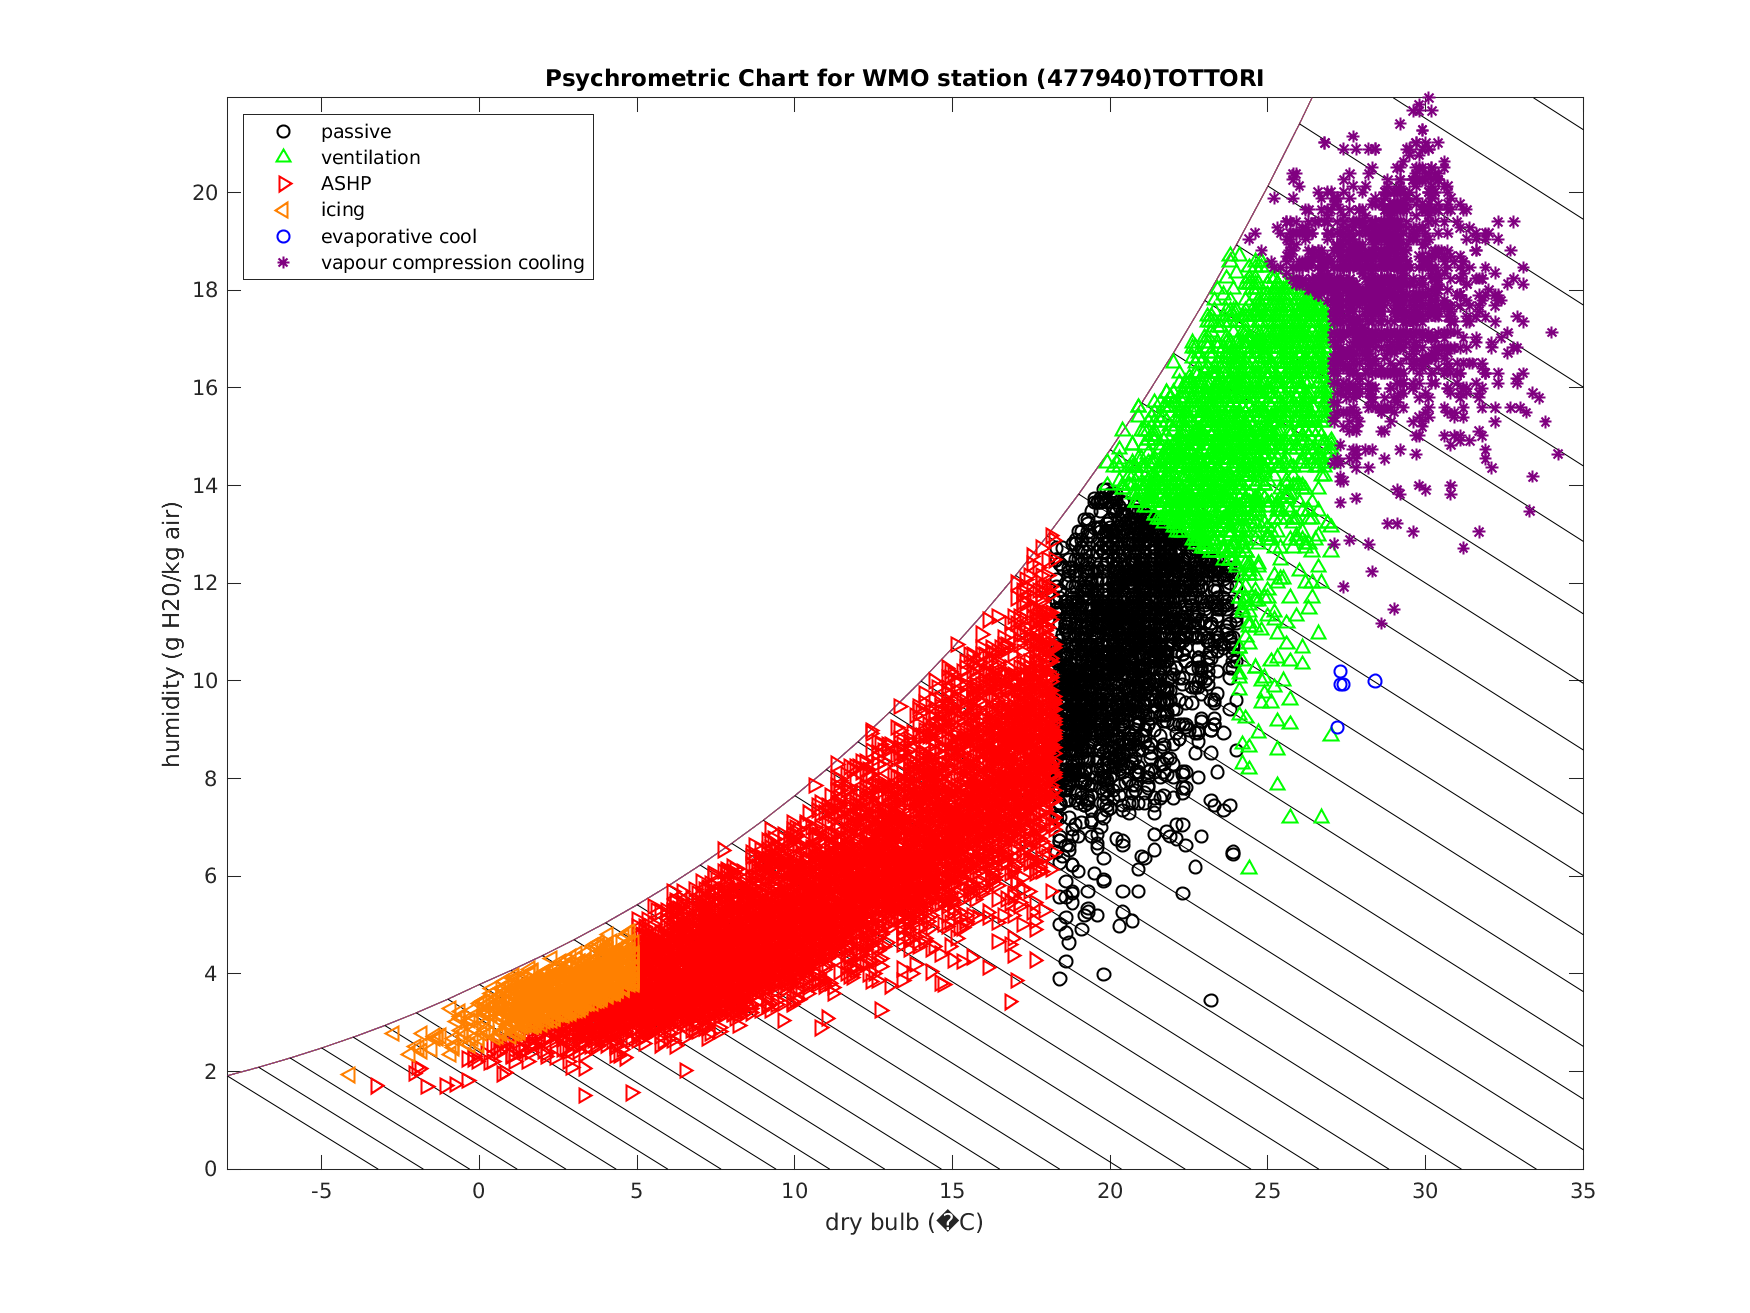 Psychrometric Chart for WMO station (477940)TOTTORI
passive
ventilation
ASHP
icing
evaporative cool
vapour compression cooling
humidity (g H20/kg air)
20
18
16
14
12
10
8
6
4
2
0
-5 0 5 10 15 20 25 30 35
dry bulb (�C)